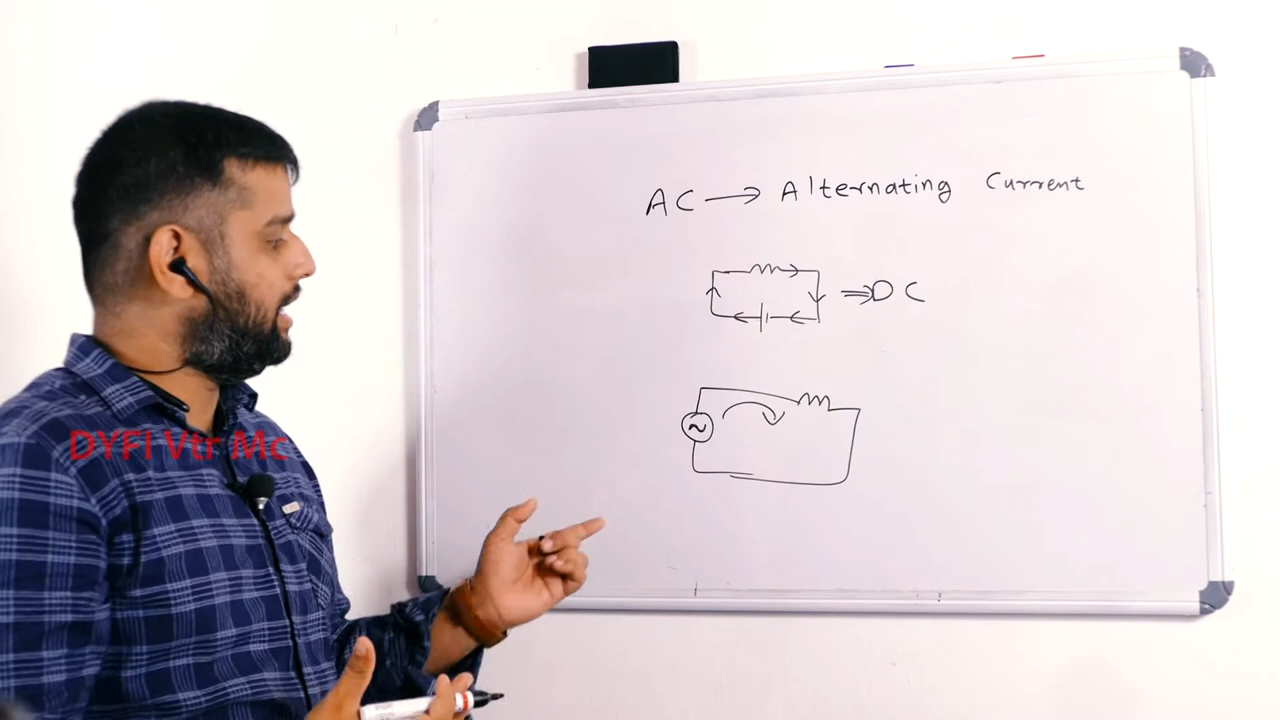 AC → Alternating Current
⇒ DC
~
DYFI Vtr Mc